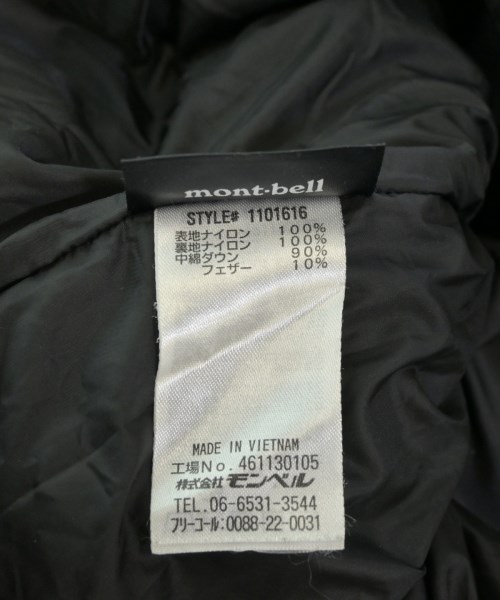 mont-bell
STYLE# 1101616
表地ナイロン 100%
裏地ナイロン 100%
中綿ダウン 90%
フェザー 10%
MADE IN VIETNAM
工場No. 461130105
株式会社 モンベル
TEL. 06-6531-3544
フリーコール: 0088-22-0031